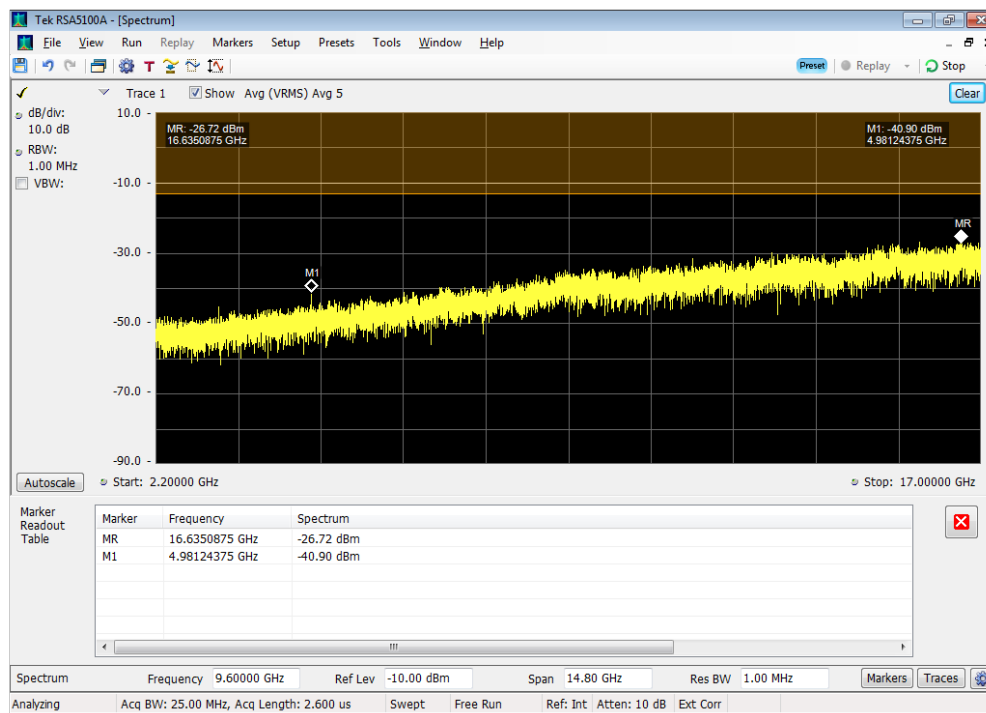 Tek RSA5100A - [Spectrum]
File View Run Replay Markers Setup Presets Tools Window Help
T Preset Replay Stop
Trace 1 Show Avg (VRMS) Avg 5 Clear
dB/div:
10.0 dB
RBW:
1.00 MHz
VBW:
10.0
-10.0
-30.0
-50.0
-70.0
-90.0
MR: -26.72 dBm
16.6350875 GHz
M1: -40.90 dBm
4.98124375 GHz
MR
M1
Autoscale Start: 2.20000 GHz Stop: 17.00000 GHz
Marker
Readout
Table
Marker Frequency Spectrum
MR 16.6350875 GHz -26.72 dBm
M1 4.98124375 GHz -40.90 dBm
Spectrum Frequency 9.60000 GHz Ref Lev -10.00 dBm Span 14.80 GHz Res BW 1.00 MHz Markers Traces
Analyzing Acq BW: 25.00 MHz, Acq Length: 2.600 us Swept Free Run Ref: Int Atten: 10 dB Ext Corr